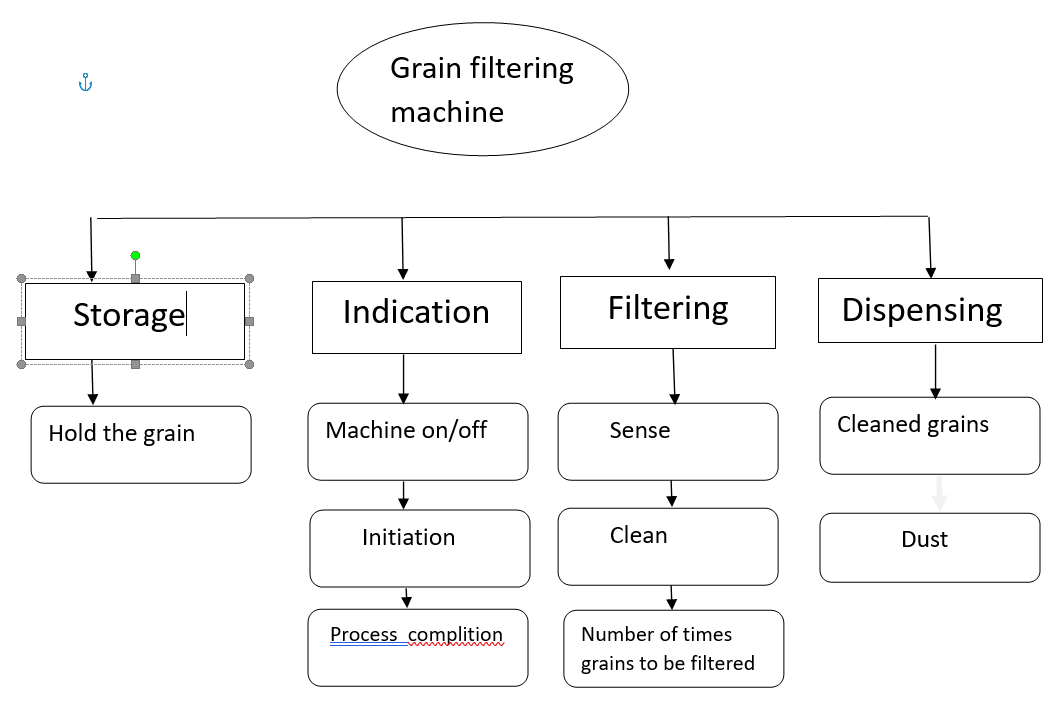 Grain filtering
machine
Storage
Indication
Filtering
Dispensing
Hold the grain
Machine on/off
Sense
Cleaned grains
Initiation
Clean
Dust
Process complition
Number of times
grains to be filtered